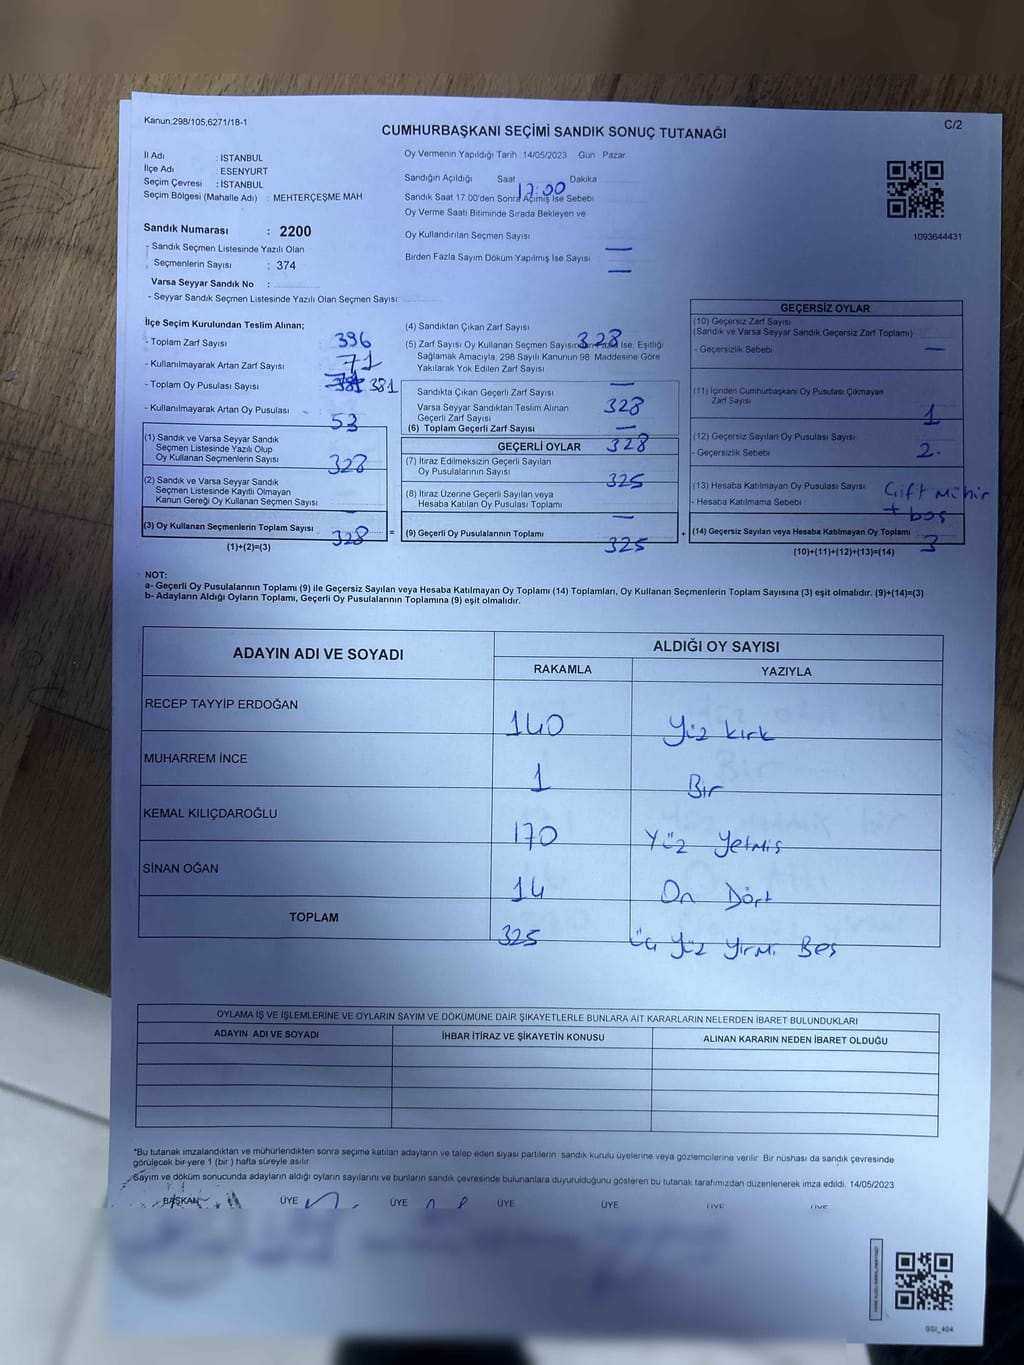 Kanun;298/105;6271/18-1
C/2
CUMHURBAŞKANI SEÇİMİ SANDIK SONUÇ TUTANAĞI
İl Adı : İSTANBUL
İlçe Adı : ESENYURT
Seçim Çevresi : İSTANBUL
Seçim Bölgesi (Mahalle Adı) : MEHTERÇEŞME MAH.
Sandık Numarası : 2200
- Sandık Seçmen Listesinde Yazılı Olan
Seçmenlerin Sayısı : 374
Varsa Seyyar Sandık No :
- Seyyar Sandık Seçmen Listesinde Yazılı Olan Seçmen Sayısı:
Oy Vermenin Yapıldığı Tarih :14/05/2023 Gün Pazar
Sandığın Açıldığı Saat 17:00 Dakika
Sandık Saat 17 00'den Sonra Açılmış İse Sebebi
Oy Verme Saati Bitiminde Sırada Bekleyen ve
Oy Kullandırılan Seçmen Sayısı —
Birden Fazla Sayım Döküm Yapılmış İse Sayısı —
1093644431
İlçe Seçim Kurulundan Teslim Alınan;
- Toplam Zarf Sayısı 396
- Kullanılmayarak Artan Zarf Sayısı 71
- Toplam Oy Pusulası Sayısı 381
- Kullanılmayarak Artan Oy Pusulası 53
(1) Sandık ve Varsa Seyyar Sandık
Seçmen Listesinde Yazılı Olup
Oy Kullanan Seçmenlerin Sayısı 328
(2) Sandık ve Varsa Seyyar Sandık
Seçmen Listesinde Kayıtlı Olmayan
Kanun Gereği Oy Kullanan Seçmen Sayısı —
(3) Oy Kullanan Seçmenlerin Toplam Sayısı 328
(1)+(2)=(3)
(4) Sandıktan Çıkan Zarf Sayısı 328
(5) Zarf Sayısı Oy Kullanan Seçmen Sayısından Fazla İse, Eşitliği
Sağlamak Amacıyla, 298 Sayılı Kanunun 98. Maddesine Göre
Yakılarak Yok Edilen Zarf Sayısı —
Sandıkta Çıkan Geçerli Zarf Sayısı 328
Varsa Seyyar Sandıktan Teslim Alınan
Geçerli Zarf Sayısı —
(6) Toplam Geçerli Zarf Sayısı 328
GEÇERLİ OYLAR
(7) İtiraz Edilmeksizin Geçerli Sayılan
Oy Pusulalarının Sayısı 325
(8) İtiraz Üzerine Geçerli Sayılan veya
Hesaba Katılan Oy Pusulası Toplamı —
(9) Geçerli Oy Pusulalarının Toplamı 325
= +
GEÇERSİZ OYLAR
(10) Geçersiz Zarf Sayısı
(Sandık ve Varsa Seyyar Sandık Geçersiz Zarf Toplamı)
- Geçersizlik Sebebi —
(11) İçinden Cumhurbaşkanı Oy Pusulası Çıkmayan
Zarf Sayısı 1
(12) Geçersiz Sayılan Oy Pusulası Sayısı 2
- Geçersizlik Sebebi
(13) Hesaba Katılmayan Oy Pusulası Sayısı Çift mühür
- Hesaba Katılmama Sebebi : + boş
(14) Geçersiz Sayılan veya Hesaba Katılmayan Oy Toplamı 3
(10)+(11)+(12)+(13)=(14)
NOT:
a- Geçerli Oy Pusulalarının Toplamı (9) ile Geçersiz Sayılan veya Hesaba Katılmayan Oy Toplamı (14) Toplamları, Oy Kullanan Seçmenlerin Toplam Sayısına (3) eşit olmalıdır. (9)+(14)=(3)
b- Adayların Aldığı Oyların Toplamı, Geçerli Oy Pusulalarının Toplamına (9) eşit olmalıdır.
ADAYIN ADI VE SOYADI ALDIĞI OY SAYISI
RAKAMLA YAZIYLA
RECEP TAYYİP ERDOĞAN 140 Yüz kırk
MUHARREM İNCE 1 Bir
KEMAL KILIÇDAROĞLU 170 Yüz Yetmiş
SİNAN OĞAN 14 On Dört
TOPLAM 325 Üç Yüz Yirmi Beş
OYLAMA İŞ VE İŞLEMLERİNE VE OYLARIN SAYIM VE DÖKÜMÜNE DAİR ŞİKAYETLERLE BUNLARA AİT KARARLARIN NELERDEN İBARET BULUNDUKLARI
ADAYIN ADI VE SOYADI İHBAR İTİRAZ VE ŞİKAYETİN KONUSU ALINAN KARARIN NEDEN İBARET OLDUĞU
*Bu tutanak imzalandıktan ve mühürlendikten sonra seçime katılan adayların ve talep eden siyasi partilerin sandık kurulu üyelerine veya gözlemcilerine verilir. Bir nüshası da sandık çevresinde
görülecek bir yere 1 (bir ) hafta süreyle asılır.
Sayım ve döküm sonucunda adayların aldığı oyların sayılarını ve bunların sandık çevresinde bulunanlara duyurulduğunu gösteren bu tutanak tarafımızdan düzenlenerek imza edildi. 14/05/2023
BAŞKAN ÜYE ÜYE ÜYE ÜYE ÜYE ÜYE